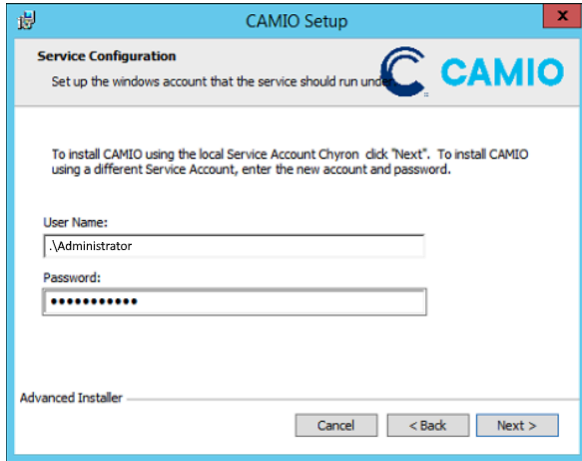 CAMIO Setup
x
Service Configuration
Set up the windows account that the service should run unde
CAMIO
To install CAMIO using the local Service Account Chyron click "Next". To install CAMIO
using a different Service Account, enter the new account and password.
User Name:
.\Administrator
Password:
•••••••••••
Advanced Installer
Cancel
< Back
Next >